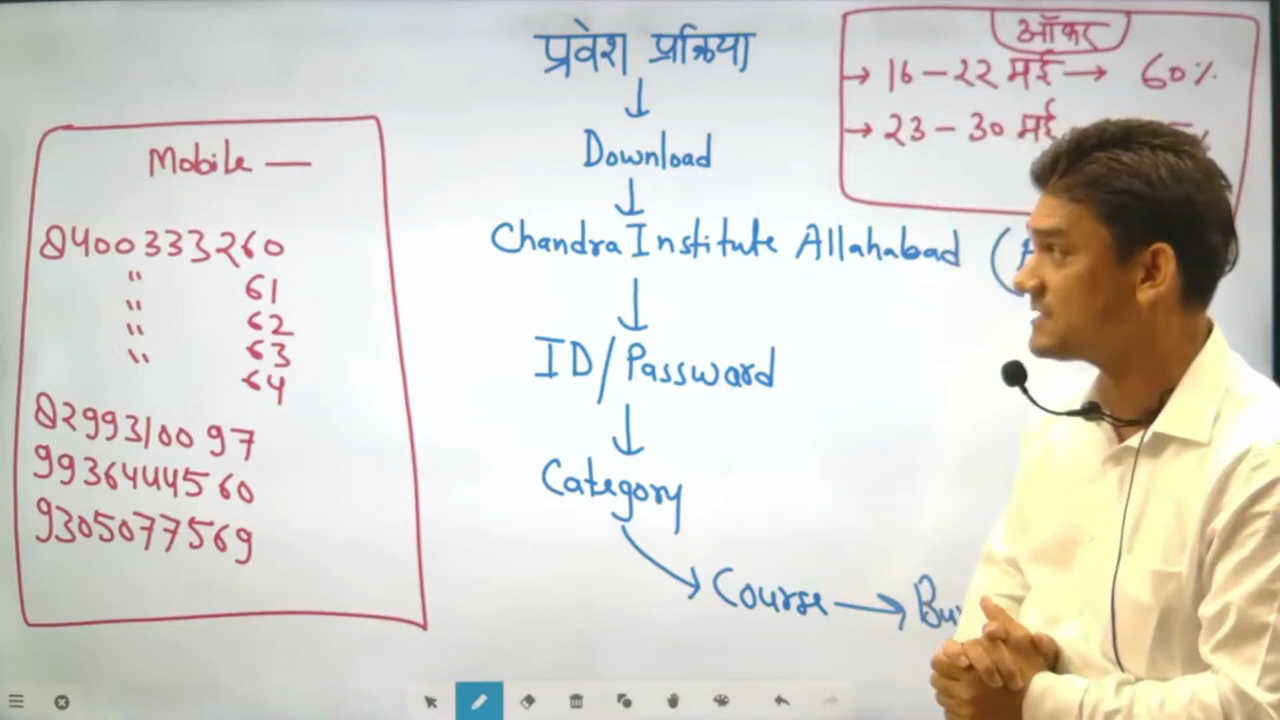 प्रवेश प्रक्रिया
↓
Download
↓
Chandra Institute Allahabad (
↓
ID/Password
↓
Category
→ Course → Bu
ऑफर
→ 16 – 22 मई → 60%
→ 23 – 30 मई
Mobile —
8400333260
" 61
" 62
" 63
" 64
8299310097
9936444560
9305077569